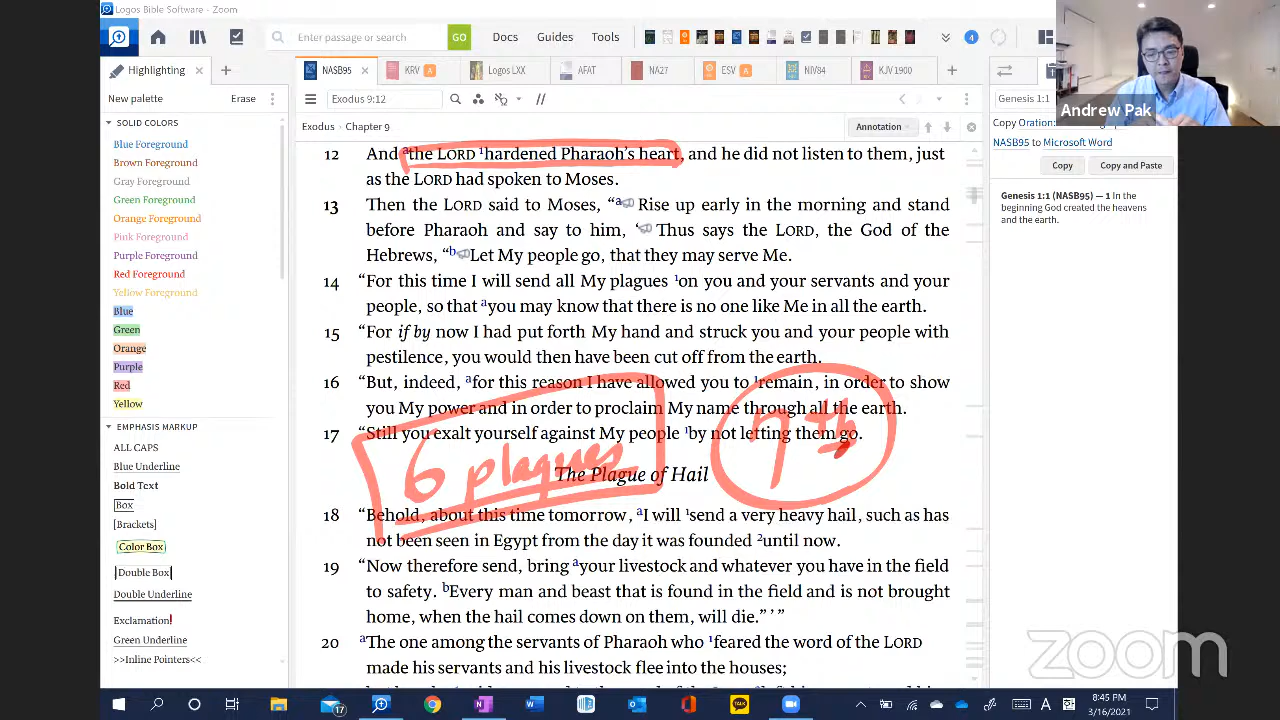 Logos Bible Software - Zoom
Enter passage or search
GO
Docs
Guides
Tools
4
Highlighting
NASB95
KRV A
Logos LXX
AFAT
NA27
ESV A
NIV84
KJV 1900
New palette
Erase
Exodus 9:12
Genesis 1:1
Andrew Pak
SOLID COLORS
Blue Foreground
Brown Foreground
Gray Foreground
Green Foreground
Orange Foreground
Pink Foreground
Purple Foreground
Red Foreground
Yellow Foreground
Blue
Green
Orange
Purple
Red
Yellow
EMPHASIS MARKUP
ALL CAPS
Blue Underline
Bold Text
Box
[Brackets]
Color Box
Double Box
Double Underline
Exclamation!
Green Underline
>>Inline Pointers<<
Exodus › Chapter 9
Annotation
12 And ᵃthe LORD ¹hardened Pharaoh's heart, and he did not listen to them, just
as the LORD had spoken to Moses.
13 Then the LORD said to Moses, “ᵃRise up early in the morning and stand
before Pharaoh and say to him, ‘Thus says the LORD, the God of the
Hebrews, “ᵇLet My people go, that they may serve Me.
14 “For this time I will send all My plagues ¹on you and your servants and your
people, so that ᵃyou may know that there is no one like Me in all the earth.
15 “For if by now I had put forth My hand and struck you and your people with
pestilence, you would then have been cut off from the earth.
16 “But, indeed, ᵃfor this reason I have allowed you to ¹remain, in order to show
you My power and in order to proclaim My name through all the earth.
17 “Still you exalt yourself against My people ¹by not letting them go.
6 plagues
7th
The Plague of Hail
18 “Behold, about this time tomorrow, ᵃI will ¹send a very heavy hail, such as has
not been seen in Egypt from the day it was founded ²until now.
19 “Now therefore send, bring ᵃyour livestock and whatever you have in the field
to safety. ᵇEvery man and beast that is found in the field and is not brought
home, when the hail comes down on them, will die.” ’ ”
20 ᵃThe one among the servants of Pharaoh who ¹feared the word of the LORD
made his servants and his livestock flee into the houses;
Copy Oration:
NASB95 to Microsoft Word
Copy
Copy and Paste
Genesis 1:1 (NASB95) — 1 In the
beginning God created the heavens
and the earth.
zoom
17
TALK
A
8:45 PM
3/16/2021